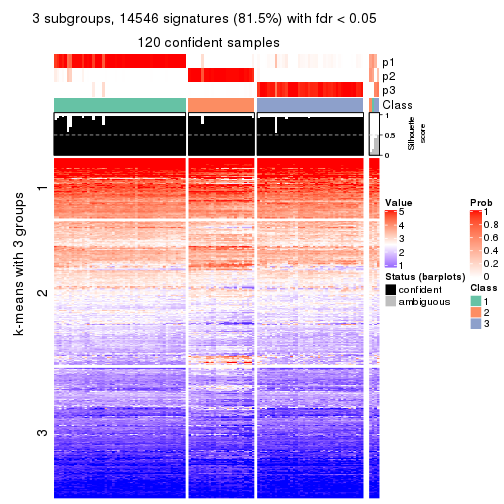 3 subgroups, 14546 signatures (81.5%) with fdr < 0.05
120 confident samples
p1
p2
p3
Class
1
0.5
0
Silhouette
score
k-means with 3 groups
1
2
3
Value
5
4
3
2
1
Status (barplots)
confident
ambiguous
Prob
1
0.8
0.6
0.4
0.2
0
Class
1
2
3